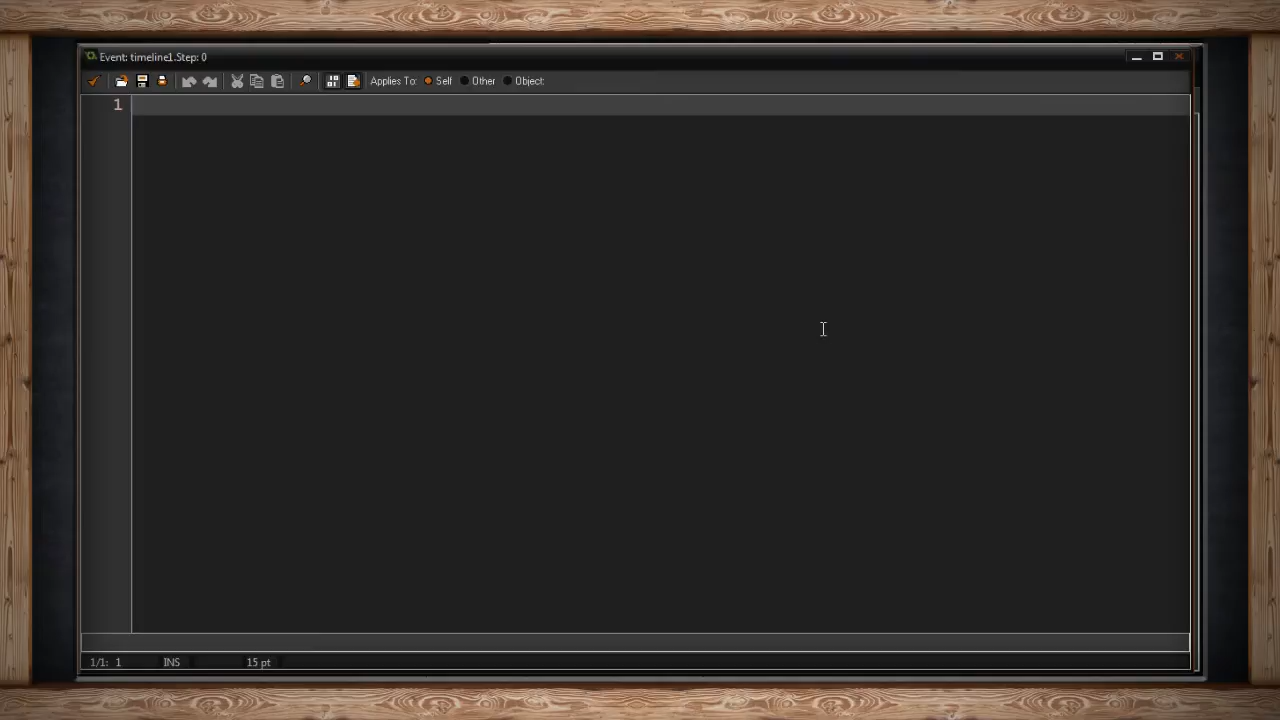 Event: timeline1.Step: 0
Applies To: Self Other Object:
1
1/1: 1 INS 15 pt